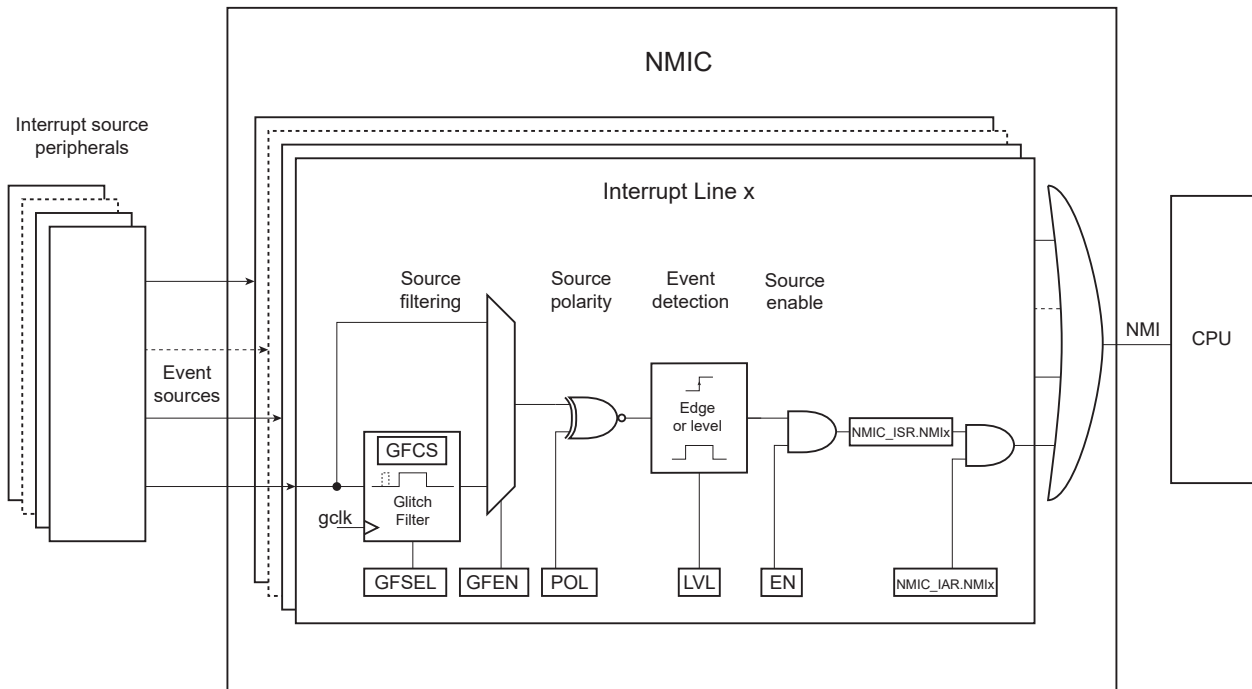 NMIC
Interrupt source
peripherals
Interrupt Line x
Source
filtering
Source
polarity
Event
detection
Source
enable
NMI
CPU
Event
sources
Edge
or level
GFCS
NMIC_ISR.NMIx
Glitch
Filter
gclk
GFSEL
GFEN
POL
LVL
EN
NMIC_IAR.NMIx